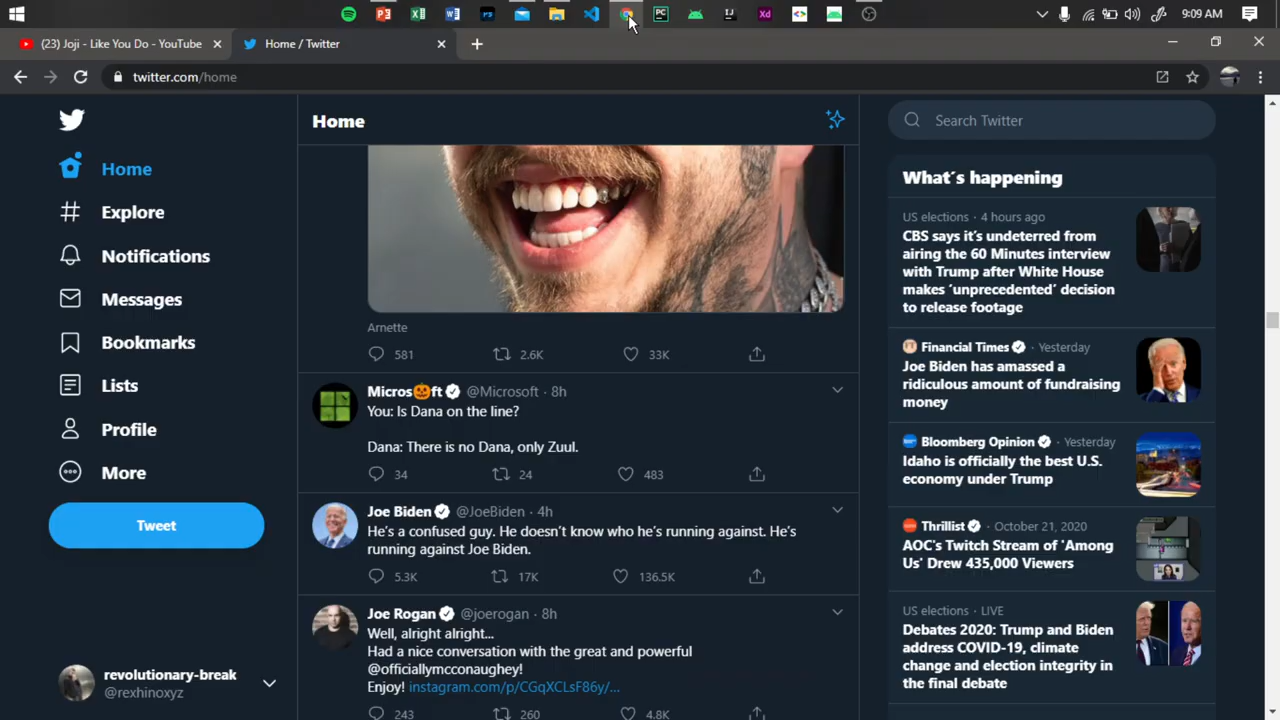 9:09 AM
(23) Joji - Like You Do - YouTube
Home / Twitter
twitter.com/home
Home
Explore
Notifications
Messages
Bookmarks
Lists
Profile
More
Tweet
revolutionary-break
@rexhinoxyz
Home
Arnette
581 2.6K 33K
Micros🎃ft @Microsoft · 8h
You: Is Dana on the line?
Dana: There is no Dana, only Zuul.
34 24 483
Joe Biden @JoeBiden · 4h
He's a confused guy. He doesn't know who he's running against. He's
running against Joe Biden.
5.3K 17K 136.5K
Joe Rogan @joerogan · 8h
Well, alright alright...
Had a nice conversation with the great and powerful
@officiallymcconaughey!
Enjoy! instagram.com/p/CGqXCLsF86y/...
243 260 4.8K
Search Twitter
What's happening
US elections · 4 hours ago
CBS says it's undeterred from
airing the 60 Minutes interview
with Trump after White House
makes 'unprecedented' decision
to release footage
Financial Times · Yesterday
Joe Biden has amassed a
ridiculous amount of fundraising
money
Bloomberg Opinion · Yesterday
Idaho is officially the best U.S.
economy under Trump
Thrillist · October 21, 2020
AOC's Twitch Stream of 'Among
Us' Drew 435,000 Viewers
US elections · LIVE
Debates 2020: Trump and Biden
address COVID-19, climate
change and election integrity in
the final debate